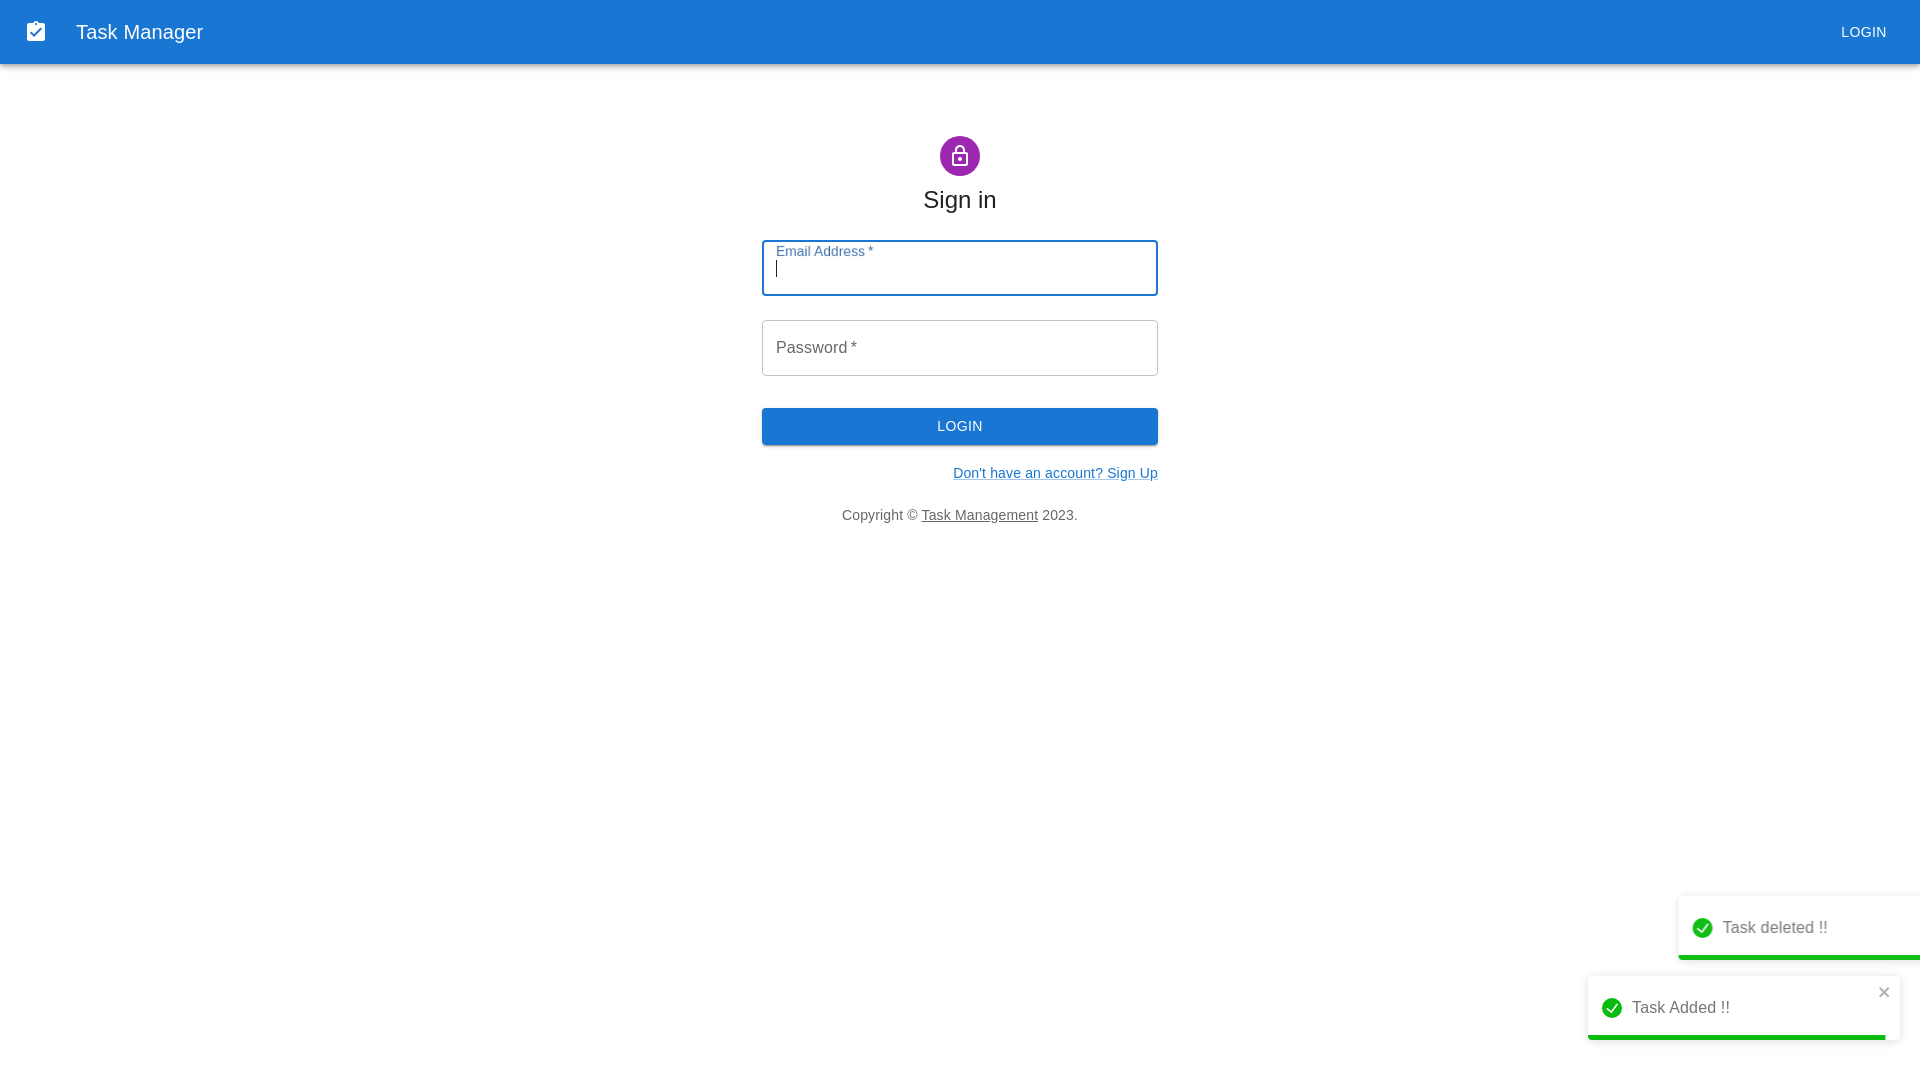 Task Manager
LOGIN
Sign in
Email Address *
Password *
LOGIN
Don't have an account? Sign Up
Copyright © Task Management 2023.
Task deleted !!
Task Added !!